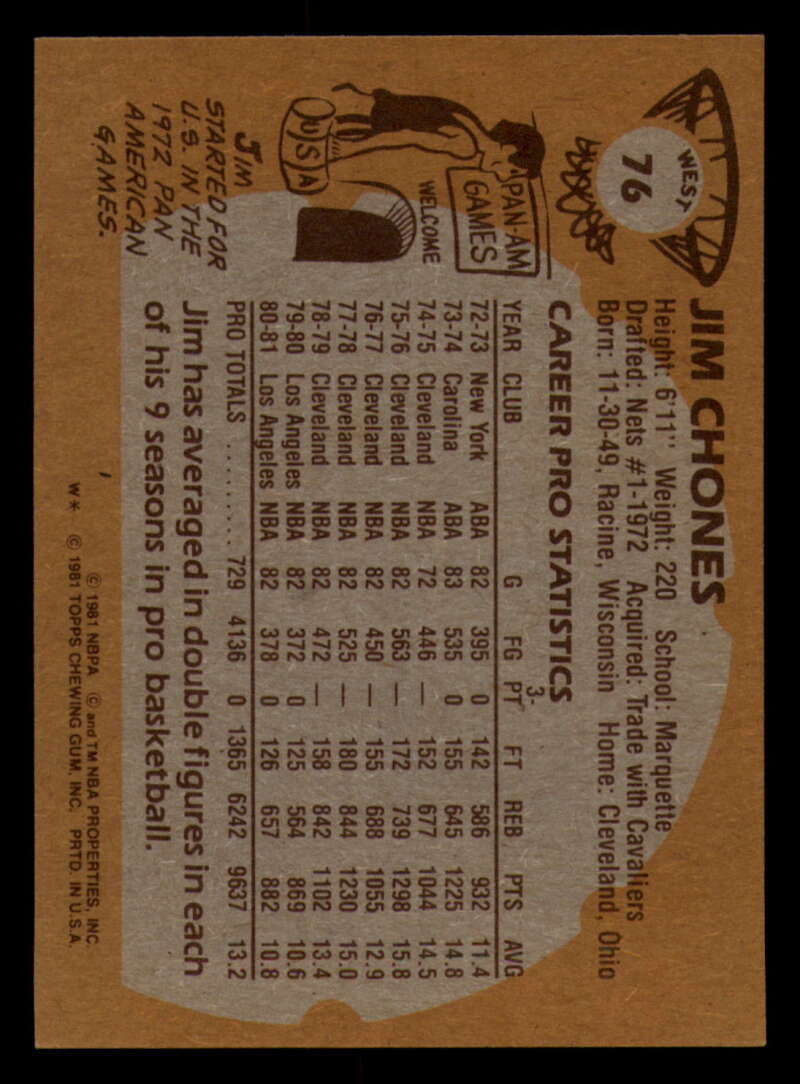 76
WEST
JIM CHONES
Height: 6'11" Weight: 220 School: Marquette
Drafted: Nets #1-1972 Acquired: Trade with Cavaliers
Born: 11-30-49, Racine, Wisconsin Home: Cleveland, Ohio
CAREER PRO STATISTICS
YEAR CLUB G FG 3-PT FT REB PTS AVG
72-73 New York ABA 82 395 0 142 586 932 11.4
73-74 Carolina ABA 83 535 0 155 645 1225 14.8
74-75 Cleveland NBA 72 446 — 152 677 1044 14.5
75-76 Cleveland NBA 82 563 — 172 739 1298 15.8
76-77 Cleveland NBA 82 450 — 155 688 1055 12.9
77-78 Cleveland NBA 82 525 — 180 844 1230 15.0
78-79 Cleveland NBA 82 472 — 158 842 1102 13.4
79-80 Los Angeles NBA 82 372 0 125 564 869 10.6
80-81 Los Angeles NBA 82 378 0 126 657 882 10.8
PRO TOTALS ......... 729 4136 0 1365 6242 9637 13.2
Jim has averaged in double figures in each
of his 9 seasons in pro basketball.
PAN-AM
GAMES
WELCOME
USA
JIM
STARTED FOR
U.S. IN THE
1972 PAN
AMERICAN
GAMES.
© 1981 NBPA © and TM NBA PROPERTIES, INC.
W* © 1981 TOPPS CHEWING GUM, INC. PRTD. IN U.S.A.